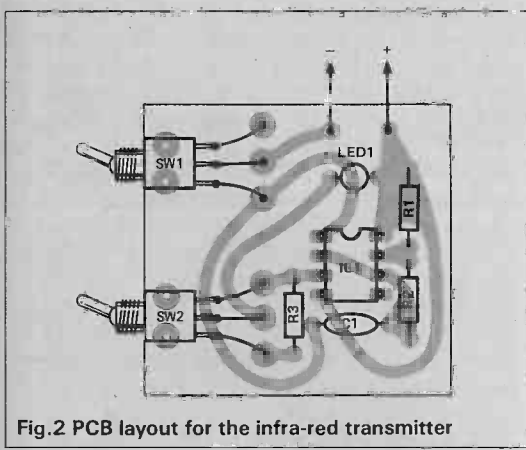 - +
LED1
SW1
R1
IC1
R2
SW2
R3
C1
Fig.2 PCB layout for the infra-red transmitter